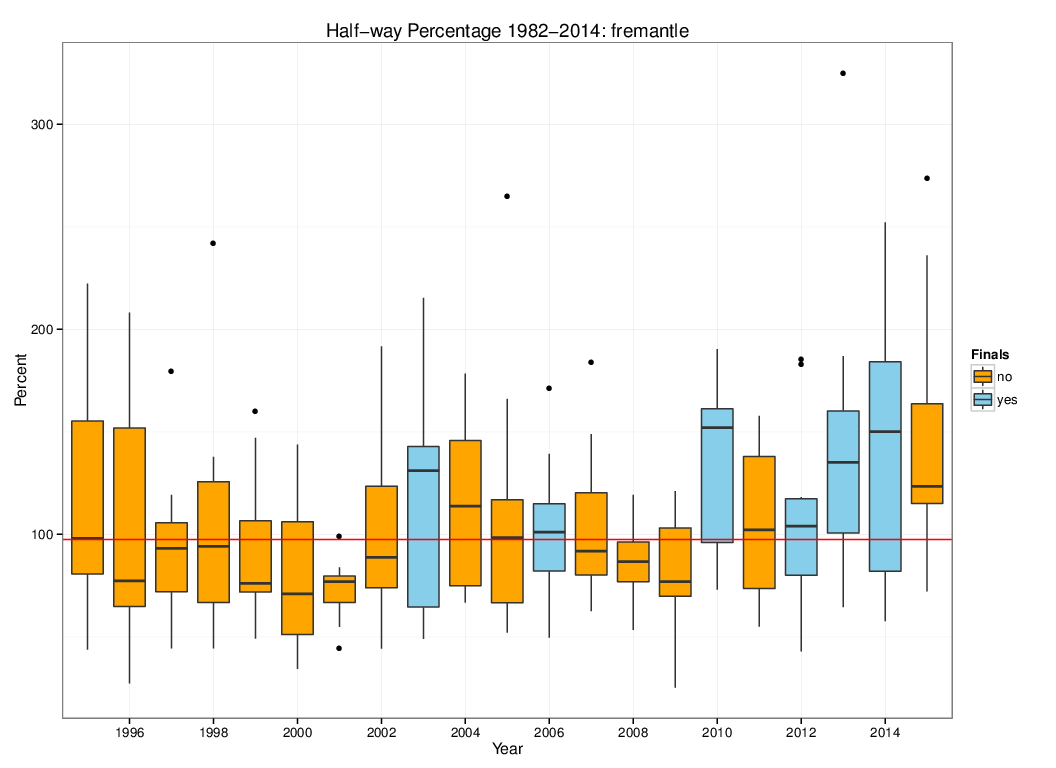 Half−way Percentage 1982−2014: fremantle
300
200
100
Percent
1996 1998 2000 2002 2004 2006 2008 2010 2012 2014
Year
Finals
no
yes